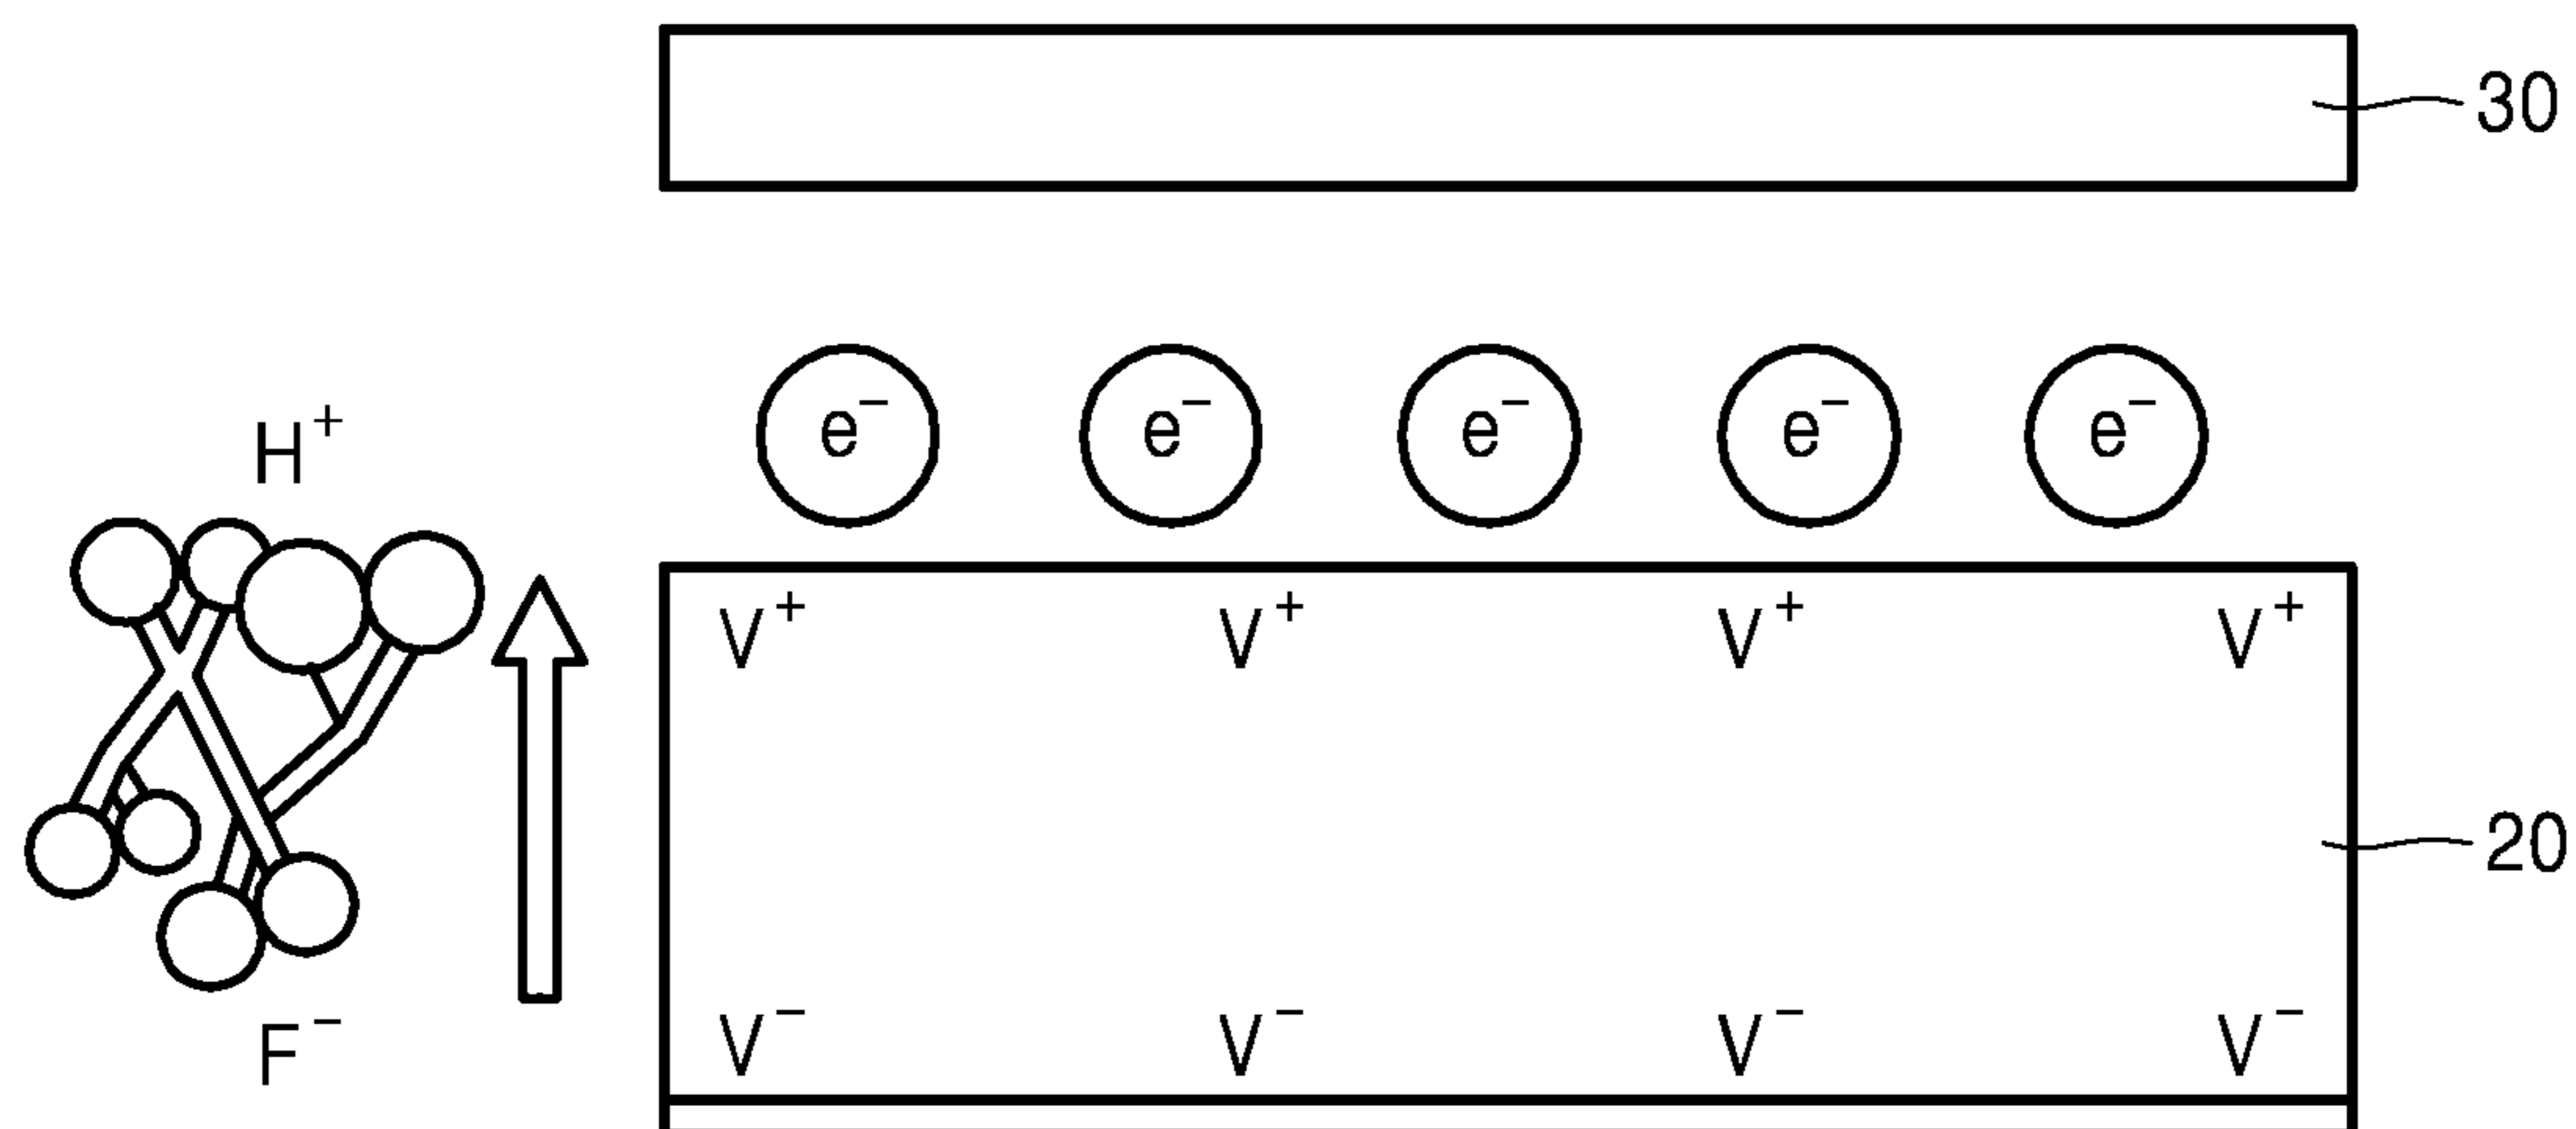 30
e⁻ e⁻ e⁻ e⁻ e⁻
H⁺
V⁺ V⁺ V⁺ V⁺
20
V⁻ V⁻ V⁻ V⁻
F⁻